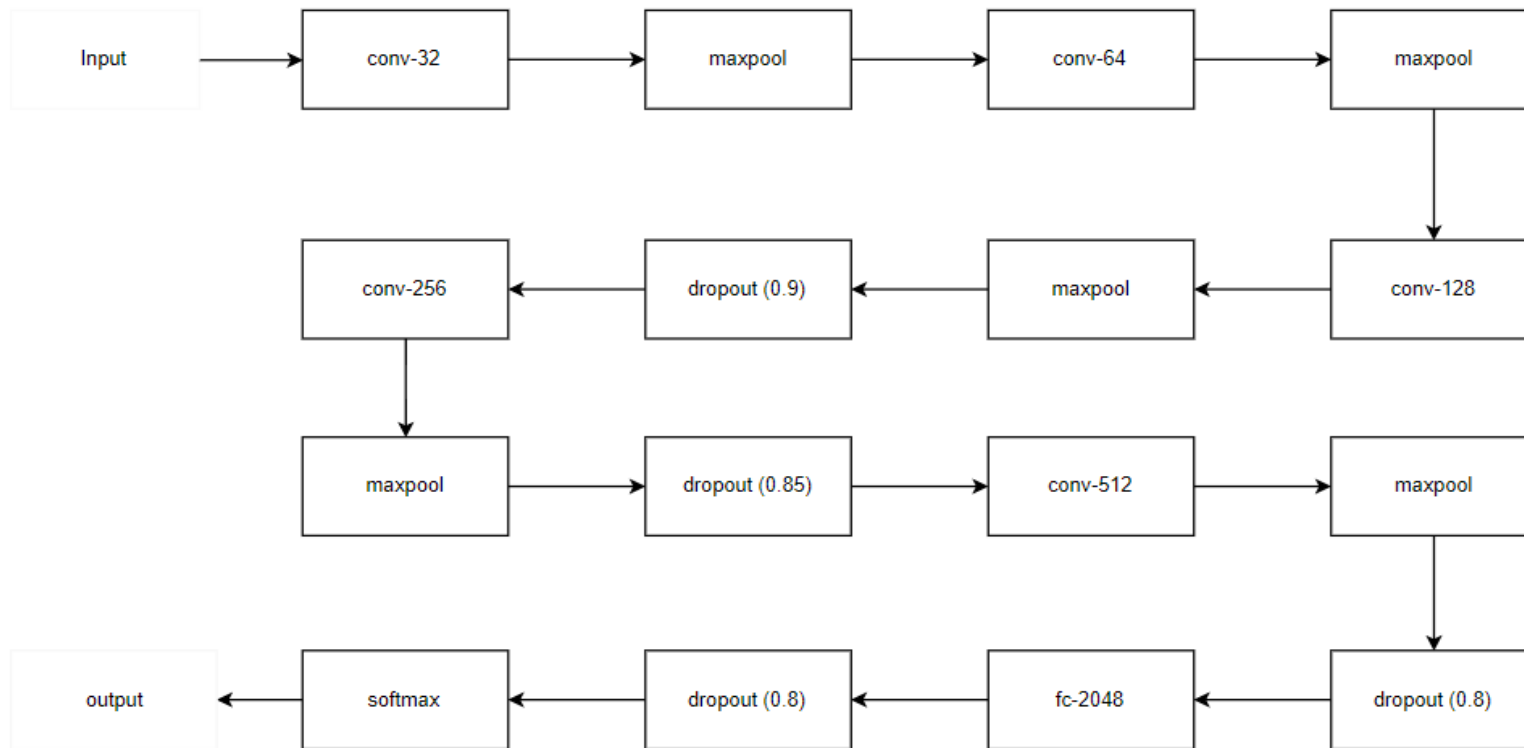 Input
conv-32
maxpool
conv-64
maxpool
conv-128
maxpool
dropout (0.9)
conv-256
maxpool
dropout (0.85)
conv-512
maxpool
dropout (0.8)
fc-2048
dropout (0.8)
softmax
output